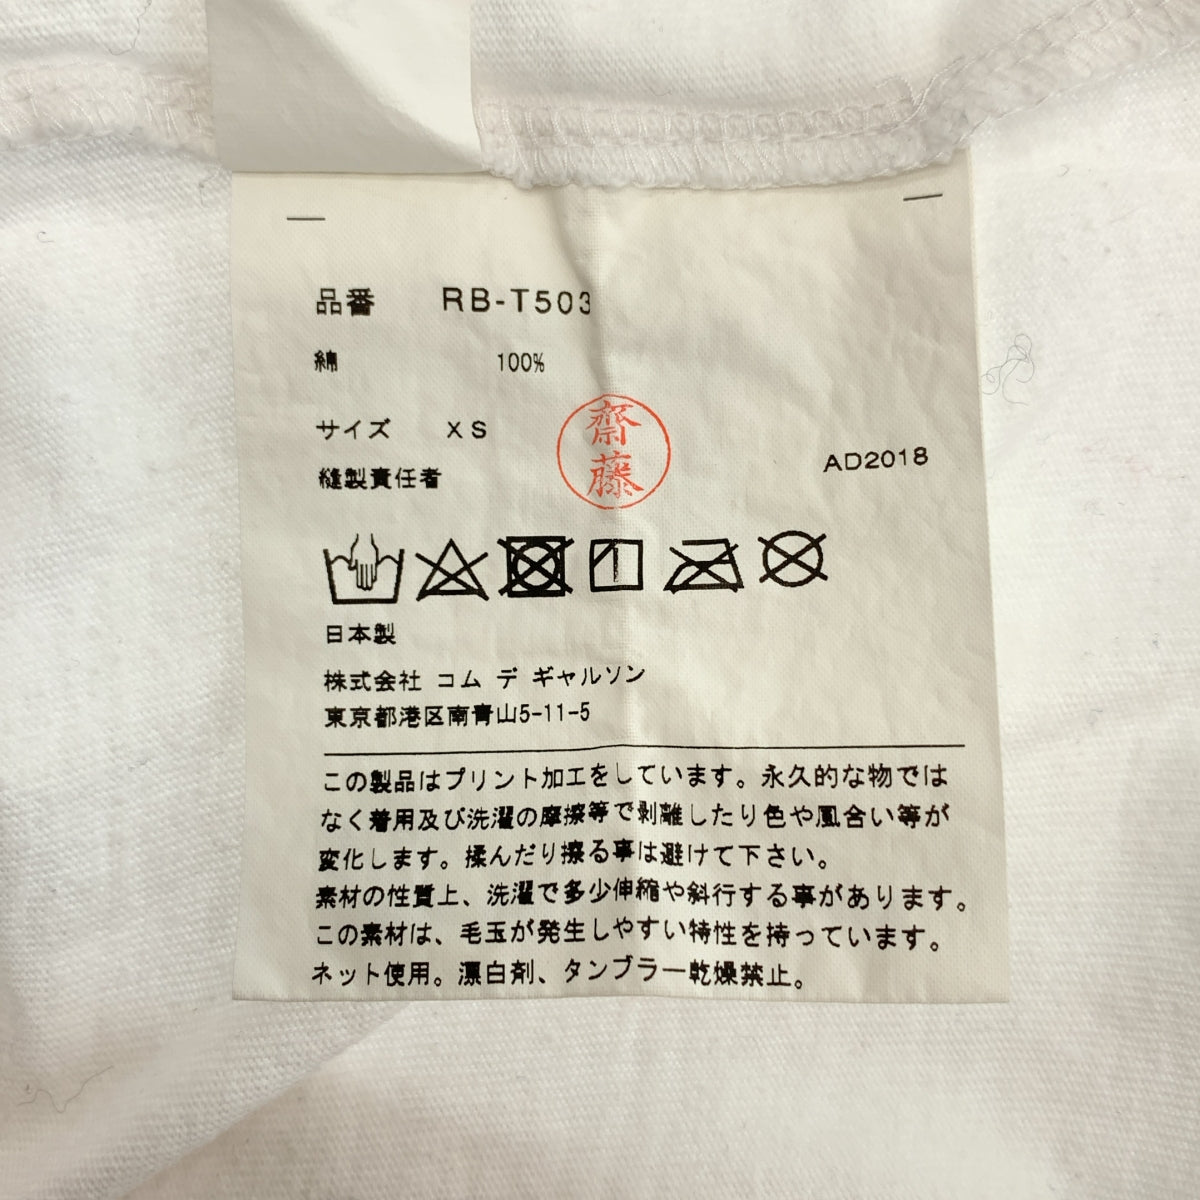 品番 RB-T503
綿 100%
サイズ XS
縫製責任者
齋藤
AD2018
日本製
株式会社 コム デ ギャルソン
東京都港区南青山5-11-5
この製品はプリント加工をしています。永久的な物では
なく着用及び洗濯の摩擦等で剥離したり色や風合い等が
変化します。揉んだり擦る事は避けて下さい。
素材の性質上、洗濯で多少伸縮や斜行する事があります。
この素材は、毛玉が発生しやすい特性を持っています。
ネット使用。漂白剤、タンブラー乾燥禁止。